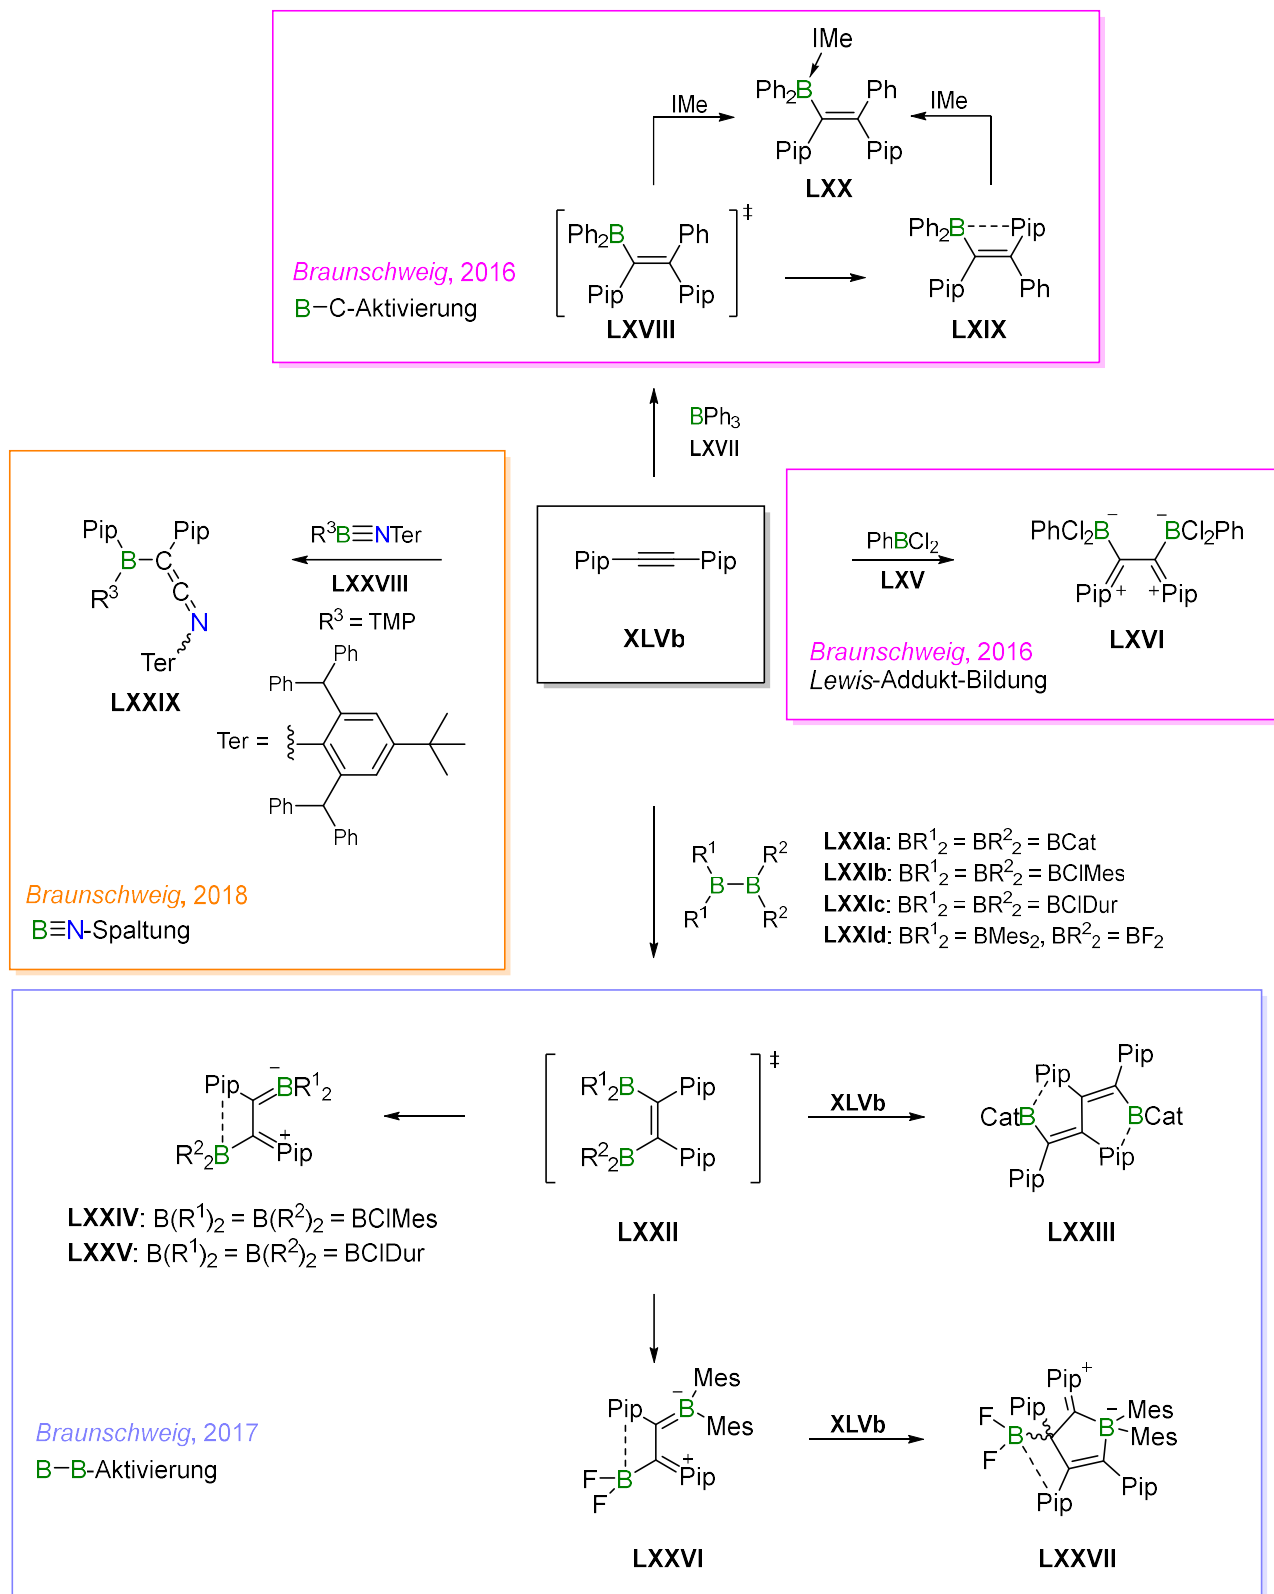 IMe
Ph₂B
Ph
IMe
IMe
Pip
Pip
LXX
Ph₂B
Ph
‡
Pip
Pip
LXVIII
Ph₂B
Pip
Pip
Ph
LXIX
Braunschweig, 2016
B–C-Aktivierung
BPh₃
LXVII
Pip
Pip
B
C
R³
C
N
Ter
LXXIX
R³B≡NTer
LXXVIII
R³ = TMP
Ph
Ph
Ter =
Ph
Ph
Braunschweig, 2018
B≡N-Spaltung
Pip
Pip
XLVb
PhBCl₂
LXV
PhCl₂B⁻
⁻BCl₂Ph
Pip⁺
⁺Pip
LXVI
Braunschweig, 2016
Lewis-Addukt-Bildung
R¹
R²
B–B
R¹
R²
LXXIa: BR¹₂ = BR²₂ = BCat
LXXIb: BR¹₂ = BR²₂ = BClMes
LXXIc: BR¹₂ = BR²₂ = BClDur
LXXId: BR¹₂ = BMes₂, BR²₂ = BF₂
Pip
⁻BR¹₂
R²₂B
⁺Pip
LXXIV: B(R¹)₂ = B(R²)₂ = BClMes
LXXV: B(R¹)₂ = B(R²)₂ = BClDur
R¹₂B
Pip
R²₂B
Pip
‡
LXXII
XLVb
Pip
Pip
CatB
BCat
Pip
Pip
LXXIII
Mes
Pip
⁻B
Mes
F
B
⁺Pip
F
LXXVI
XLVb
Pip⁺
Pip
F
B
F
B⁻
Mes
Mes
Pip
Pip
LXXVII
Braunschweig, 2017
B–B-Aktivierung